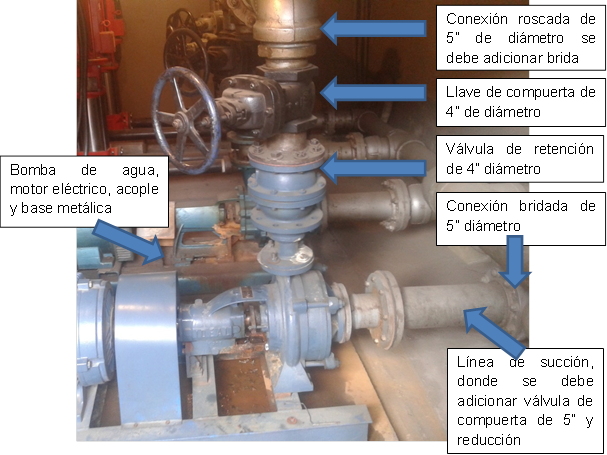 Conexión roscada de
5" de diámetro se
debe adicionar brida
Llave de compuerta de
4" de diámetro
Válvula de retención
de 4" diámetro
Bomba de agua,
motor eléctrico, acople
y base metálica
Conexión bridada de
5" diámetro
Línea de succión,
donde se debe
adicionar válvula de
compuerta de 5" y
reducción